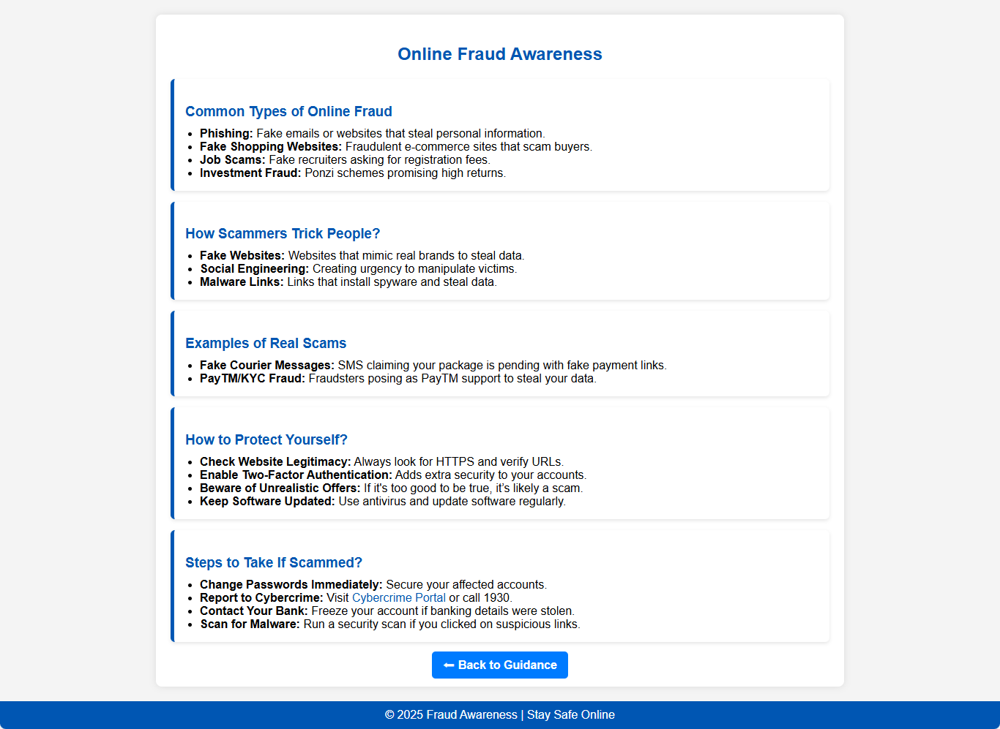 Online Fraud Awareness
Common Types of Online Fraud
• Phishing: Fake emails or websites that steal personal information.
• Fake Shopping Websites: Fraudulent e-commerce sites that scam buyers.
• Job Scams: Fake recruiters asking for registration fees.
• Investment Fraud: Ponzi schemes promising high returns.
How Scammers Trick People?
• Fake Websites: Websites that mimic real brands to steal data.
• Social Engineering: Creating urgency to manipulate victims.
• Malware Links: Links that install spyware and steal data.
Examples of Real Scams
• Fake Courier Messages: SMS claiming your package is pending with fake payment links.
• PayTM/KYC Fraud: Fraudsters posing as PayTM support to steal your data.
How to Protect Yourself?
• Check Website Legitimacy: Always look for HTTPS and verify URLs.
• Enable Two-Factor Authentication: Adds extra security to your accounts.
• Beware of Unrealistic Offers: If it's too good to be true, it’s likely a scam.
• Keep Software Updated: Use antivirus and update software regularly.
Steps to Take If Scammed?
• Change Passwords Immediately: Secure your affected accounts.
• Report to Cybercrime: Visit Cybercrime Portal or call 1930.
• Contact Your Bank: Freeze your account if banking details were stolen.
• Scan for Malware: Run a security scan if you clicked on suspicious links.
⬅ Back to Guidance
© 2025 Fraud Awareness | Stay Safe Online